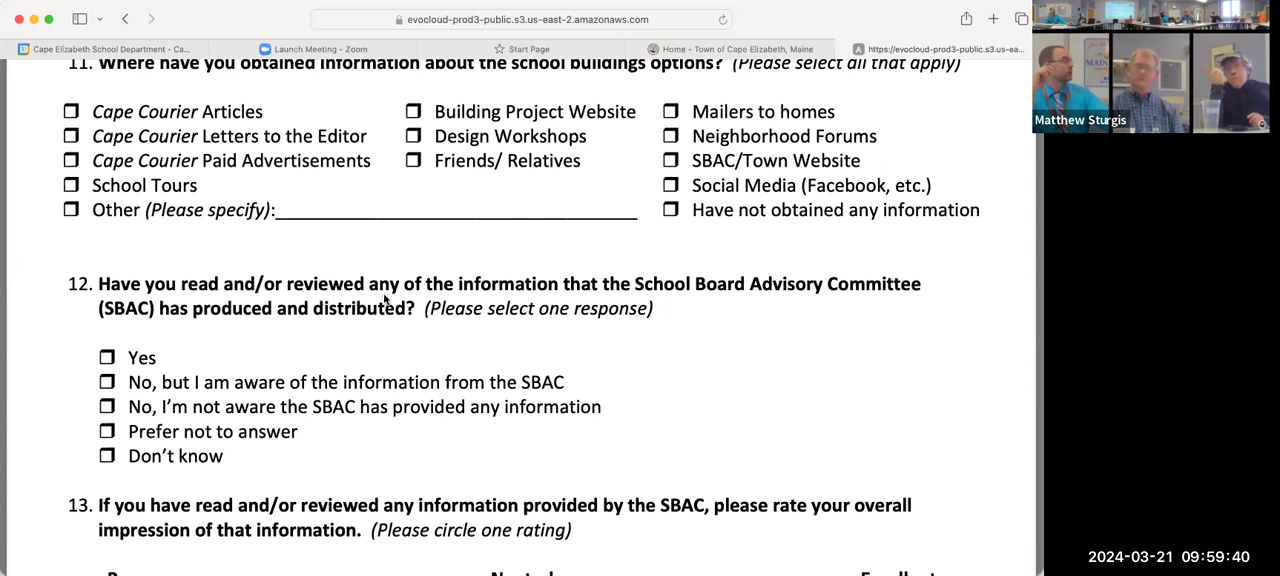 evocloud-prod3-public.s3.us-east-2.amazonaws.com
Cape Elizabeth School Department - Ca...
Launch Meeting - Zoom
Start Page
Home - Town of Cape Elizabeth, Maine
https://evocloud-prod3-public.s3.us-ea...
11. Where have you obtained information about the school buildings options? (Please select all that apply)
Cape Courier Articles
Building Project Website
Mailers to homes
Cape Courier Letters to the Editor
Design Workshops
Neighborhood Forums
Cape Courier Paid Advertisements
Friends/ Relatives
SBAC/Town Website
School Tours
Social Media (Facebook, etc.)
Other (Please specify):
Have not obtained any information
12. Have you read and/or reviewed any of the information that the School Board Advisory Committee
(SBAC) has produced and distributed? (Please select one response)
Yes
No, but I am aware of the information from the SBAC
No, I'm not aware the SBAC has provided any information
Prefer not to answer
Don't know
13. If you have read and/or reviewed any information provided by the SBAC, please rate your overall
impression of that information. (Please circle one rating)
Matthew Sturgis
2024-03-21 09:59:40